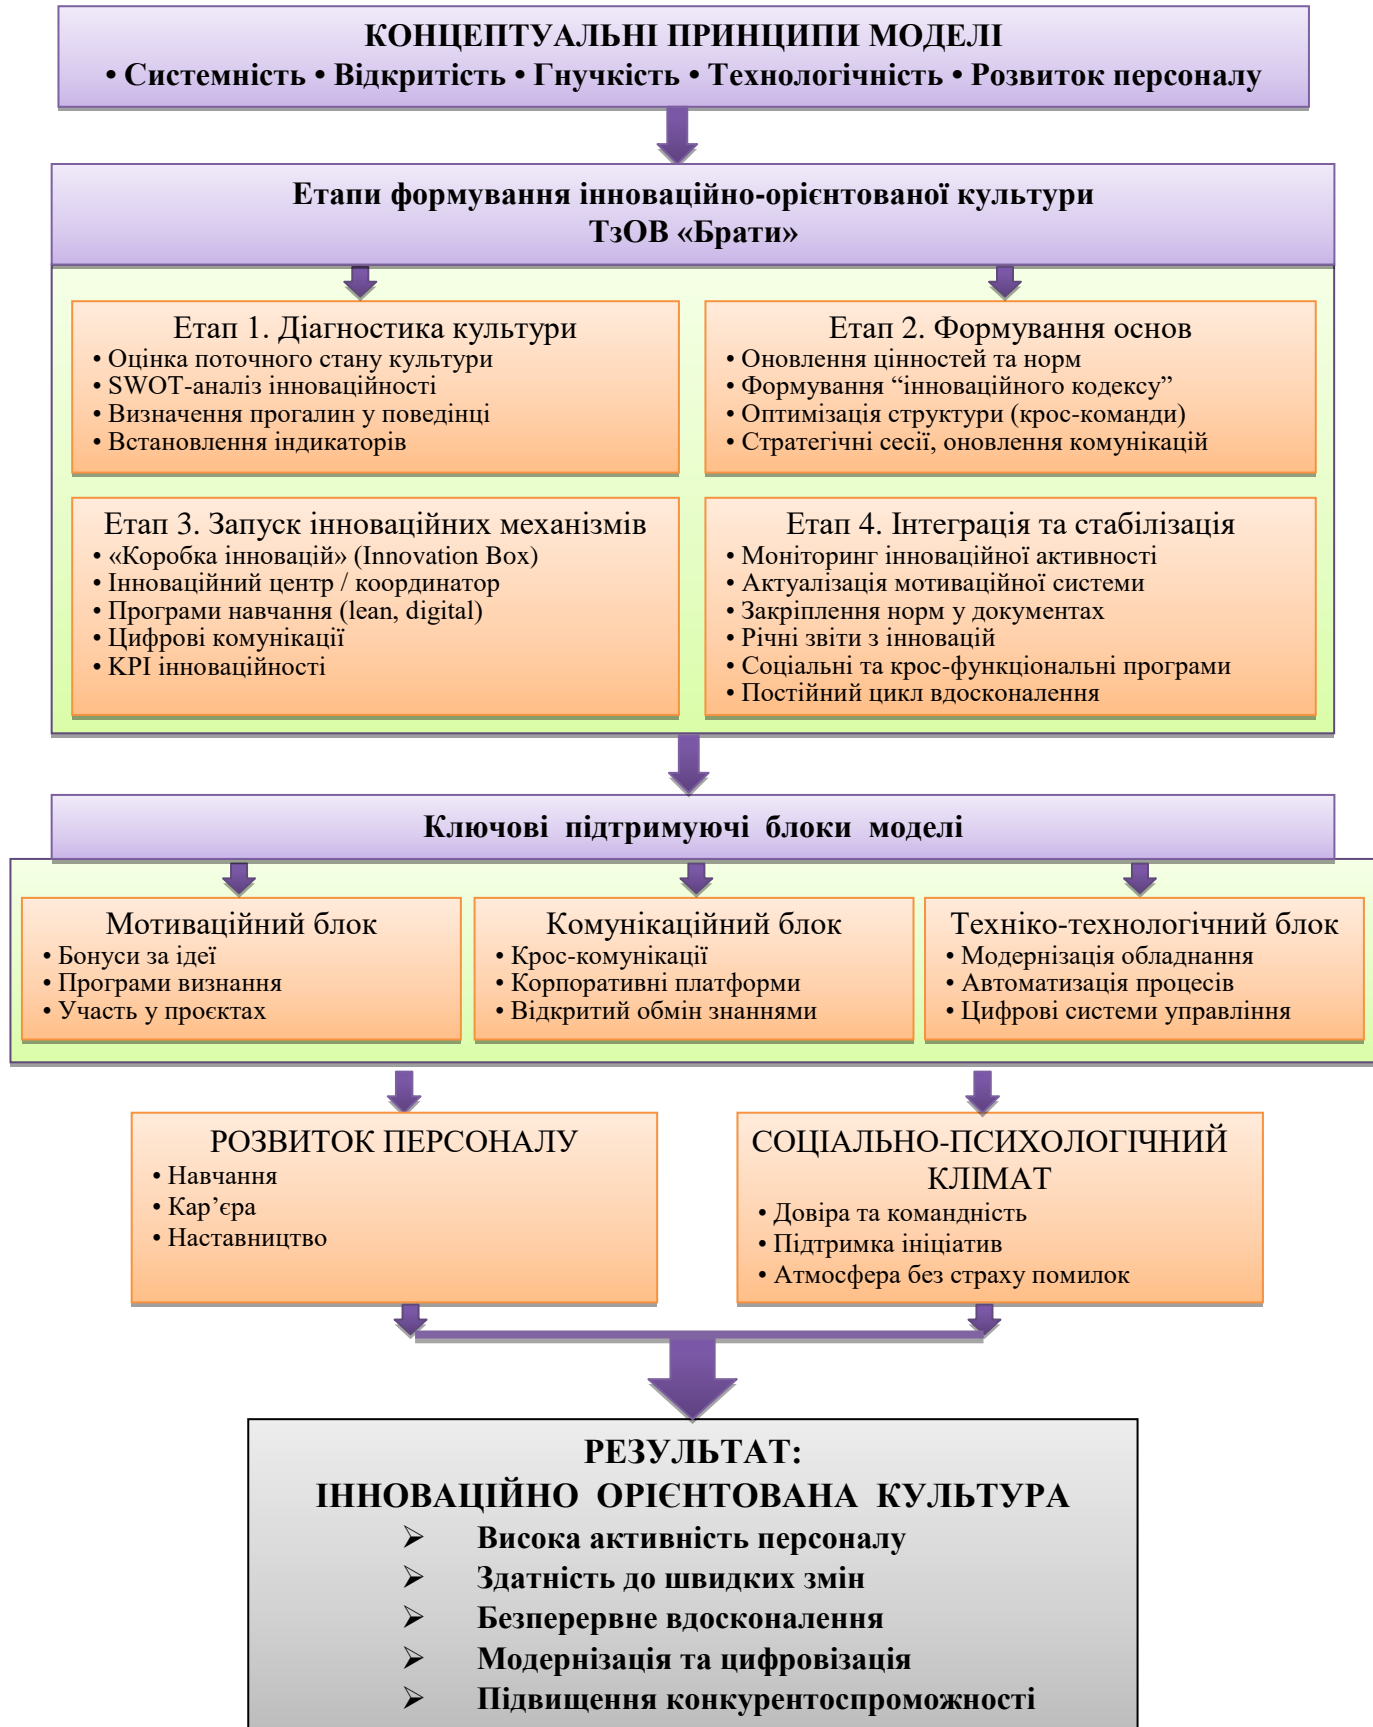 КОНЦЕПТУАЛЬНІ ПРИНЦИПИ МОДЕЛІ
• Системність • Відкритість • Гнучкість • Технологічність • Розвиток персоналу
Етапи формування інноваційно-орієнтованої культури
ТзОВ «Брати»
Етап 1. Діагностика культури
• Оцінка поточного стану культури
• SWOT-аналіз інноваційності
• Визначення прогалин у поведінці
• Встановлення індикаторів
Етап 2. Формування основ
• Оновлення цінностей та норм
• Формування “інноваційного кодексу”
• Оптимізація структури (крос-команди)
• Стратегічні сесії, оновлення комунікацій
Етап 3. Запуск інноваційних механізмів
• «Коробка інновацій» (Innovation Box)
• Інноваційний центр / координатор
• Програми навчання (lean, digital)
• Цифрові комунікації
• KPI інноваційності
Етап 4. Інтеграція та стабілізація
• Моніторинг інноваційної активності
• Актуалізація мотиваційної системи
• Закріплення норм у документах
• Річні звіти з інновацій
• Соціальні та крос-функціональні програми
• Постійний цикл вдосконалення
Ключові підтримуючі блоки моделі
Мотиваційний блок
• Бонуси за ідеї
• Програми визнання
• Участь у проєктах
Комунікаційний блок
• Крос-комунікації
• Корпоративні платформи
• Відкритий обмін знаннями
Техніко-технологічний блок
• Модернізація обладнання
• Автоматизація процесів
• Цифрові системи управління
РОЗВИТОК ПЕРСОНАЛУ
• Навчання
• Кар’єра
• Наставництво
СОЦІАЛЬНО-ПСИХОЛОГІЧНИЙ
КЛІМАТ
• Довіра та командність
• Підтримка ініціатив
• Атмосфера без страху помилок
РЕЗУЛЬТАТ:
ІННОВАЦІЙНО ОРІЄНТОВАНА КУЛЬТУРА
➢ Висока активність персоналу
➢ Здатність до швидких змін
➢ Безперервне вдосконалення
➢ Модернізація та цифровізація
➢ Підвищення конкурентоспроможності